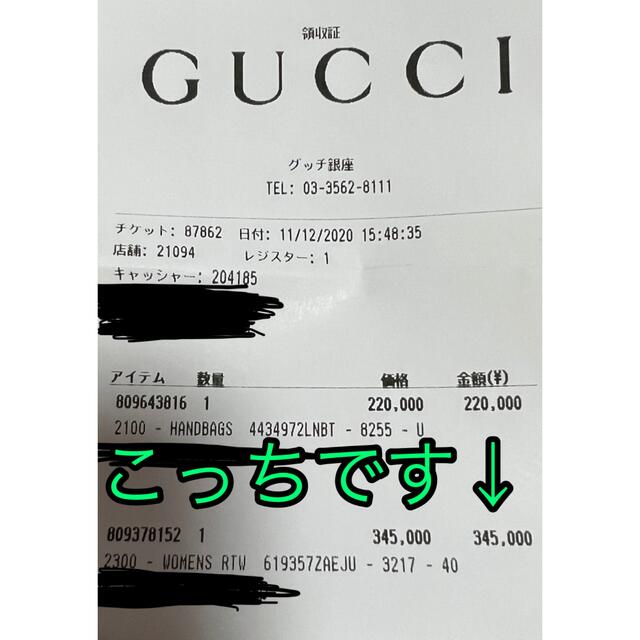 領収証
GUCCI
グッチ銀座
TEL: 03-3562-8111
チケット: 87862 日付: 11/12/2020 15:48:35
店舗: 21094 レジスター: 1
キャッシャー: 204185
アイテム 数量 価格 金額(¥)
809643816 1 220,000 220,000
2100 - HANDBAGS 4434972LNBT - 8255 - U
こっちです↓
809378152 1 345,000 345,000
2300 - WOMENS RTW 619357ZAEJU - 3217 - 40